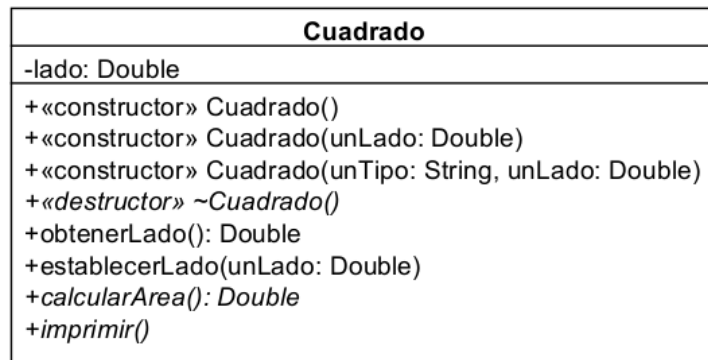 Cuadrado
-lado: Double
+«constructor» Cuadrado()
+«constructor» Cuadrado(unLado: Double)
+«constructor» Cuadrado(unTipo: String, unLado: Double)
+«destructor» ~Cuadrado()
+obtenerLado(): Double
+establecerLado(unLado: Double)
+calcularArea(): Double
+imprimir()